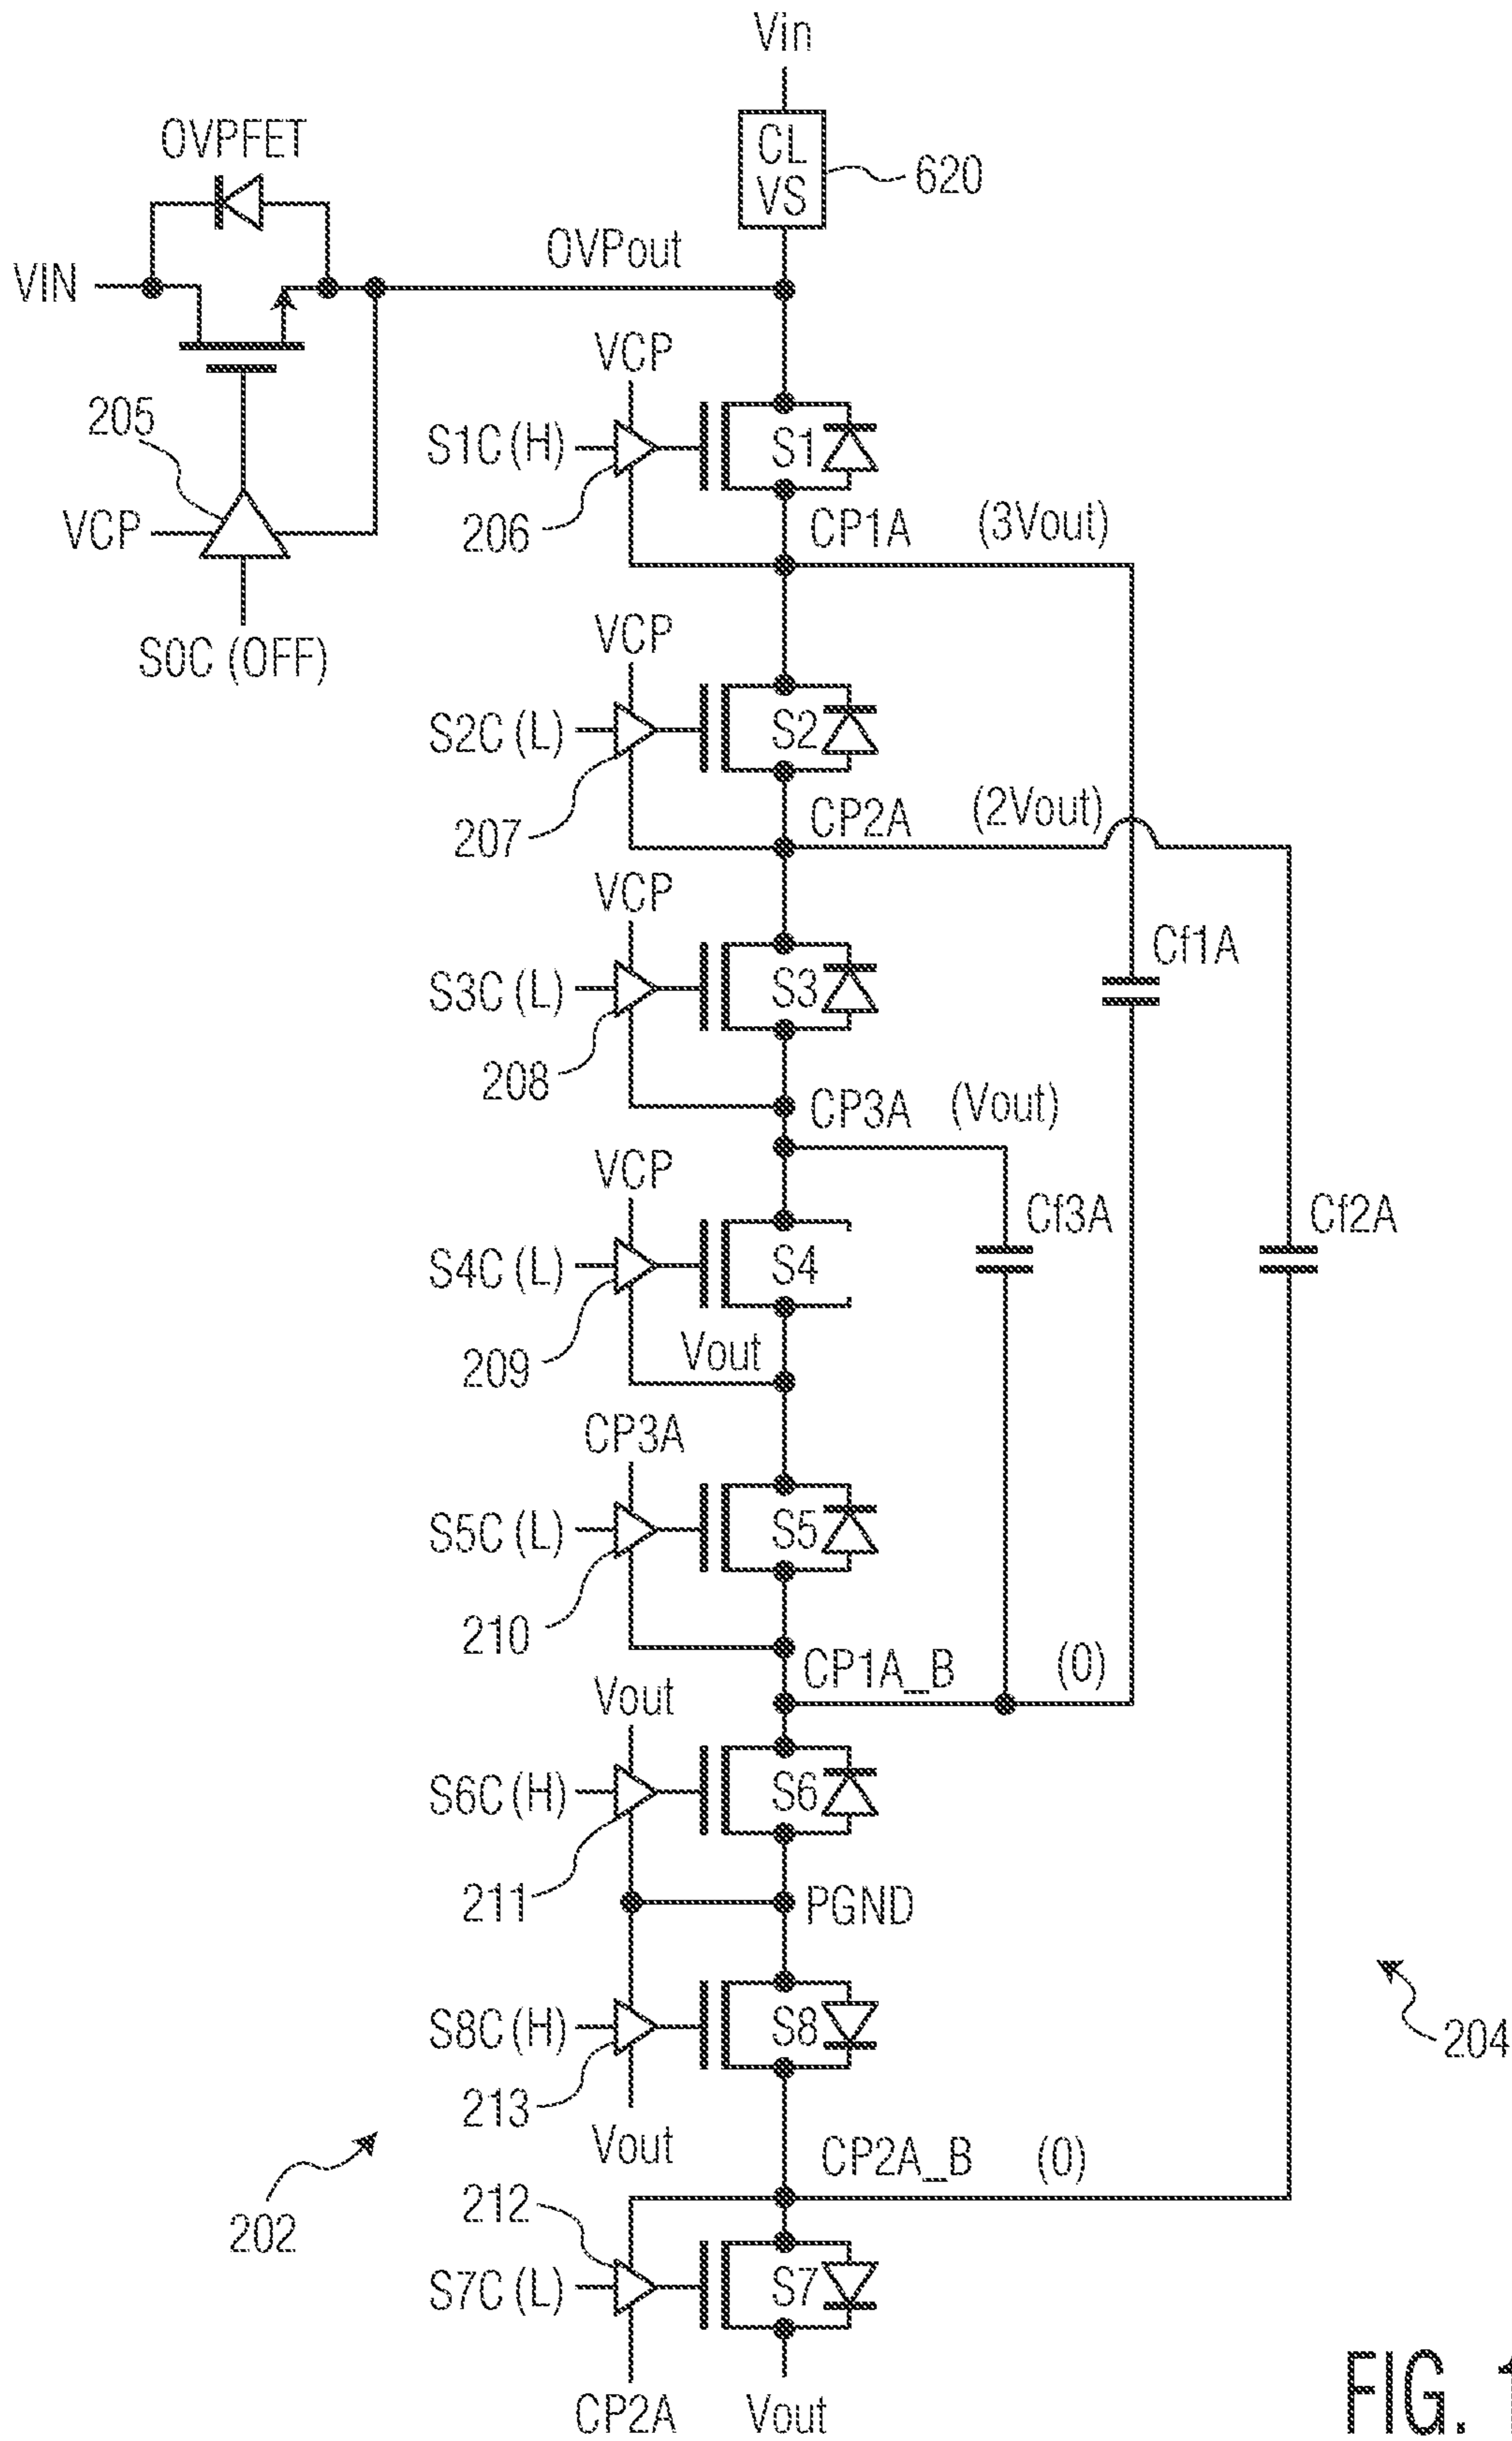 Vin
OVPFET
CL
VS
620
OVPout
VIN
VCP
205
S1C (H)
S1
206
CP1A
(3Vout)
VCP
VCP
S0C (OFF)
S2C (L)
S2
207
CP2A
(2Vout)
VCP
Cf1A
S3C (L)
S3
208
CP3A
(Vout)
VCP
Cf3A
Cf2A
S4C (L)
S4
209
Vout
CP3A
S5C (L)
S5
210
CP1A_B
(0)
Vout
S6C (H)
S6
211
PGND
S8C (H)
S8
204
213
Vout
CP2A_B
(0)
212
202
S7C (L)
S7
CP2A
Vout
FIG.